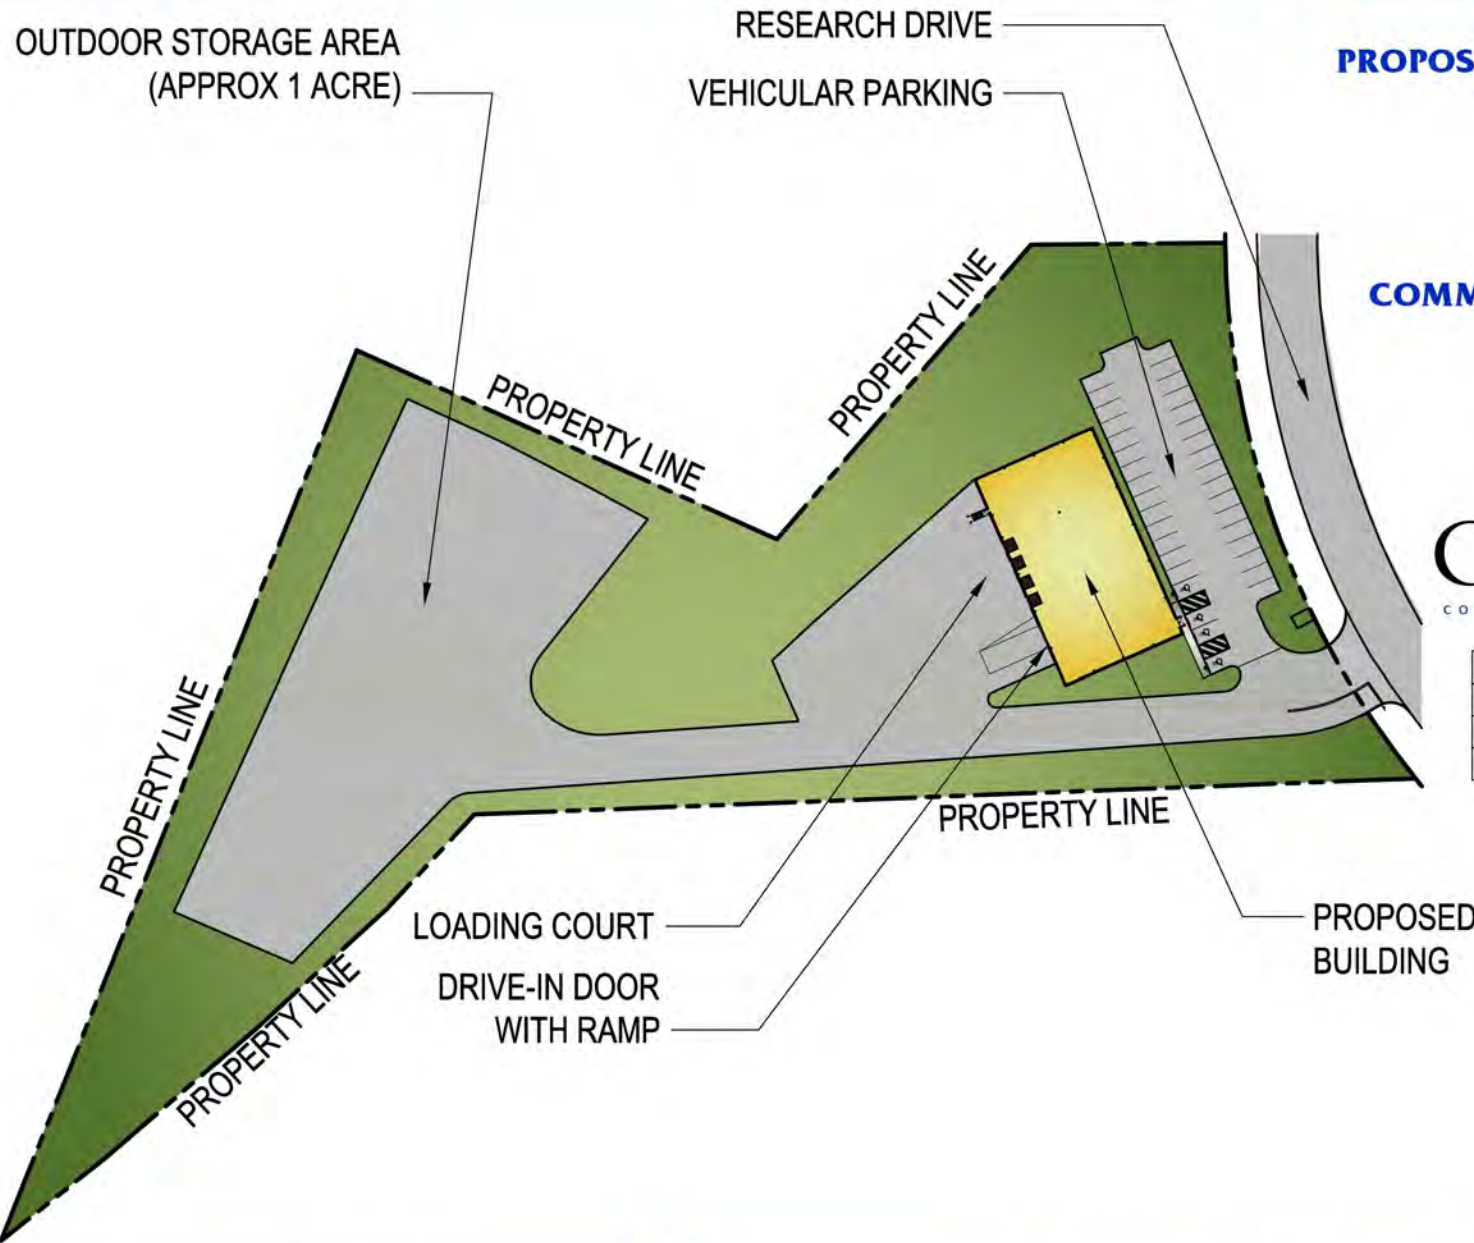 OUTDOOR STORAGE AREA
(APPROX 1 ACRE)
RESEARCH DRIVE
VEHICULAR PARKING
PROPOS
COMM
C
CO
PROPERTY LINE
PROPERTY LINE
PROPERTY LINE
PROPERTY LINE
PROPERTY LINE
LOADING COURT
DRIVE-IN DOOR
WITH RAMP
PROPOSED
BUILDING